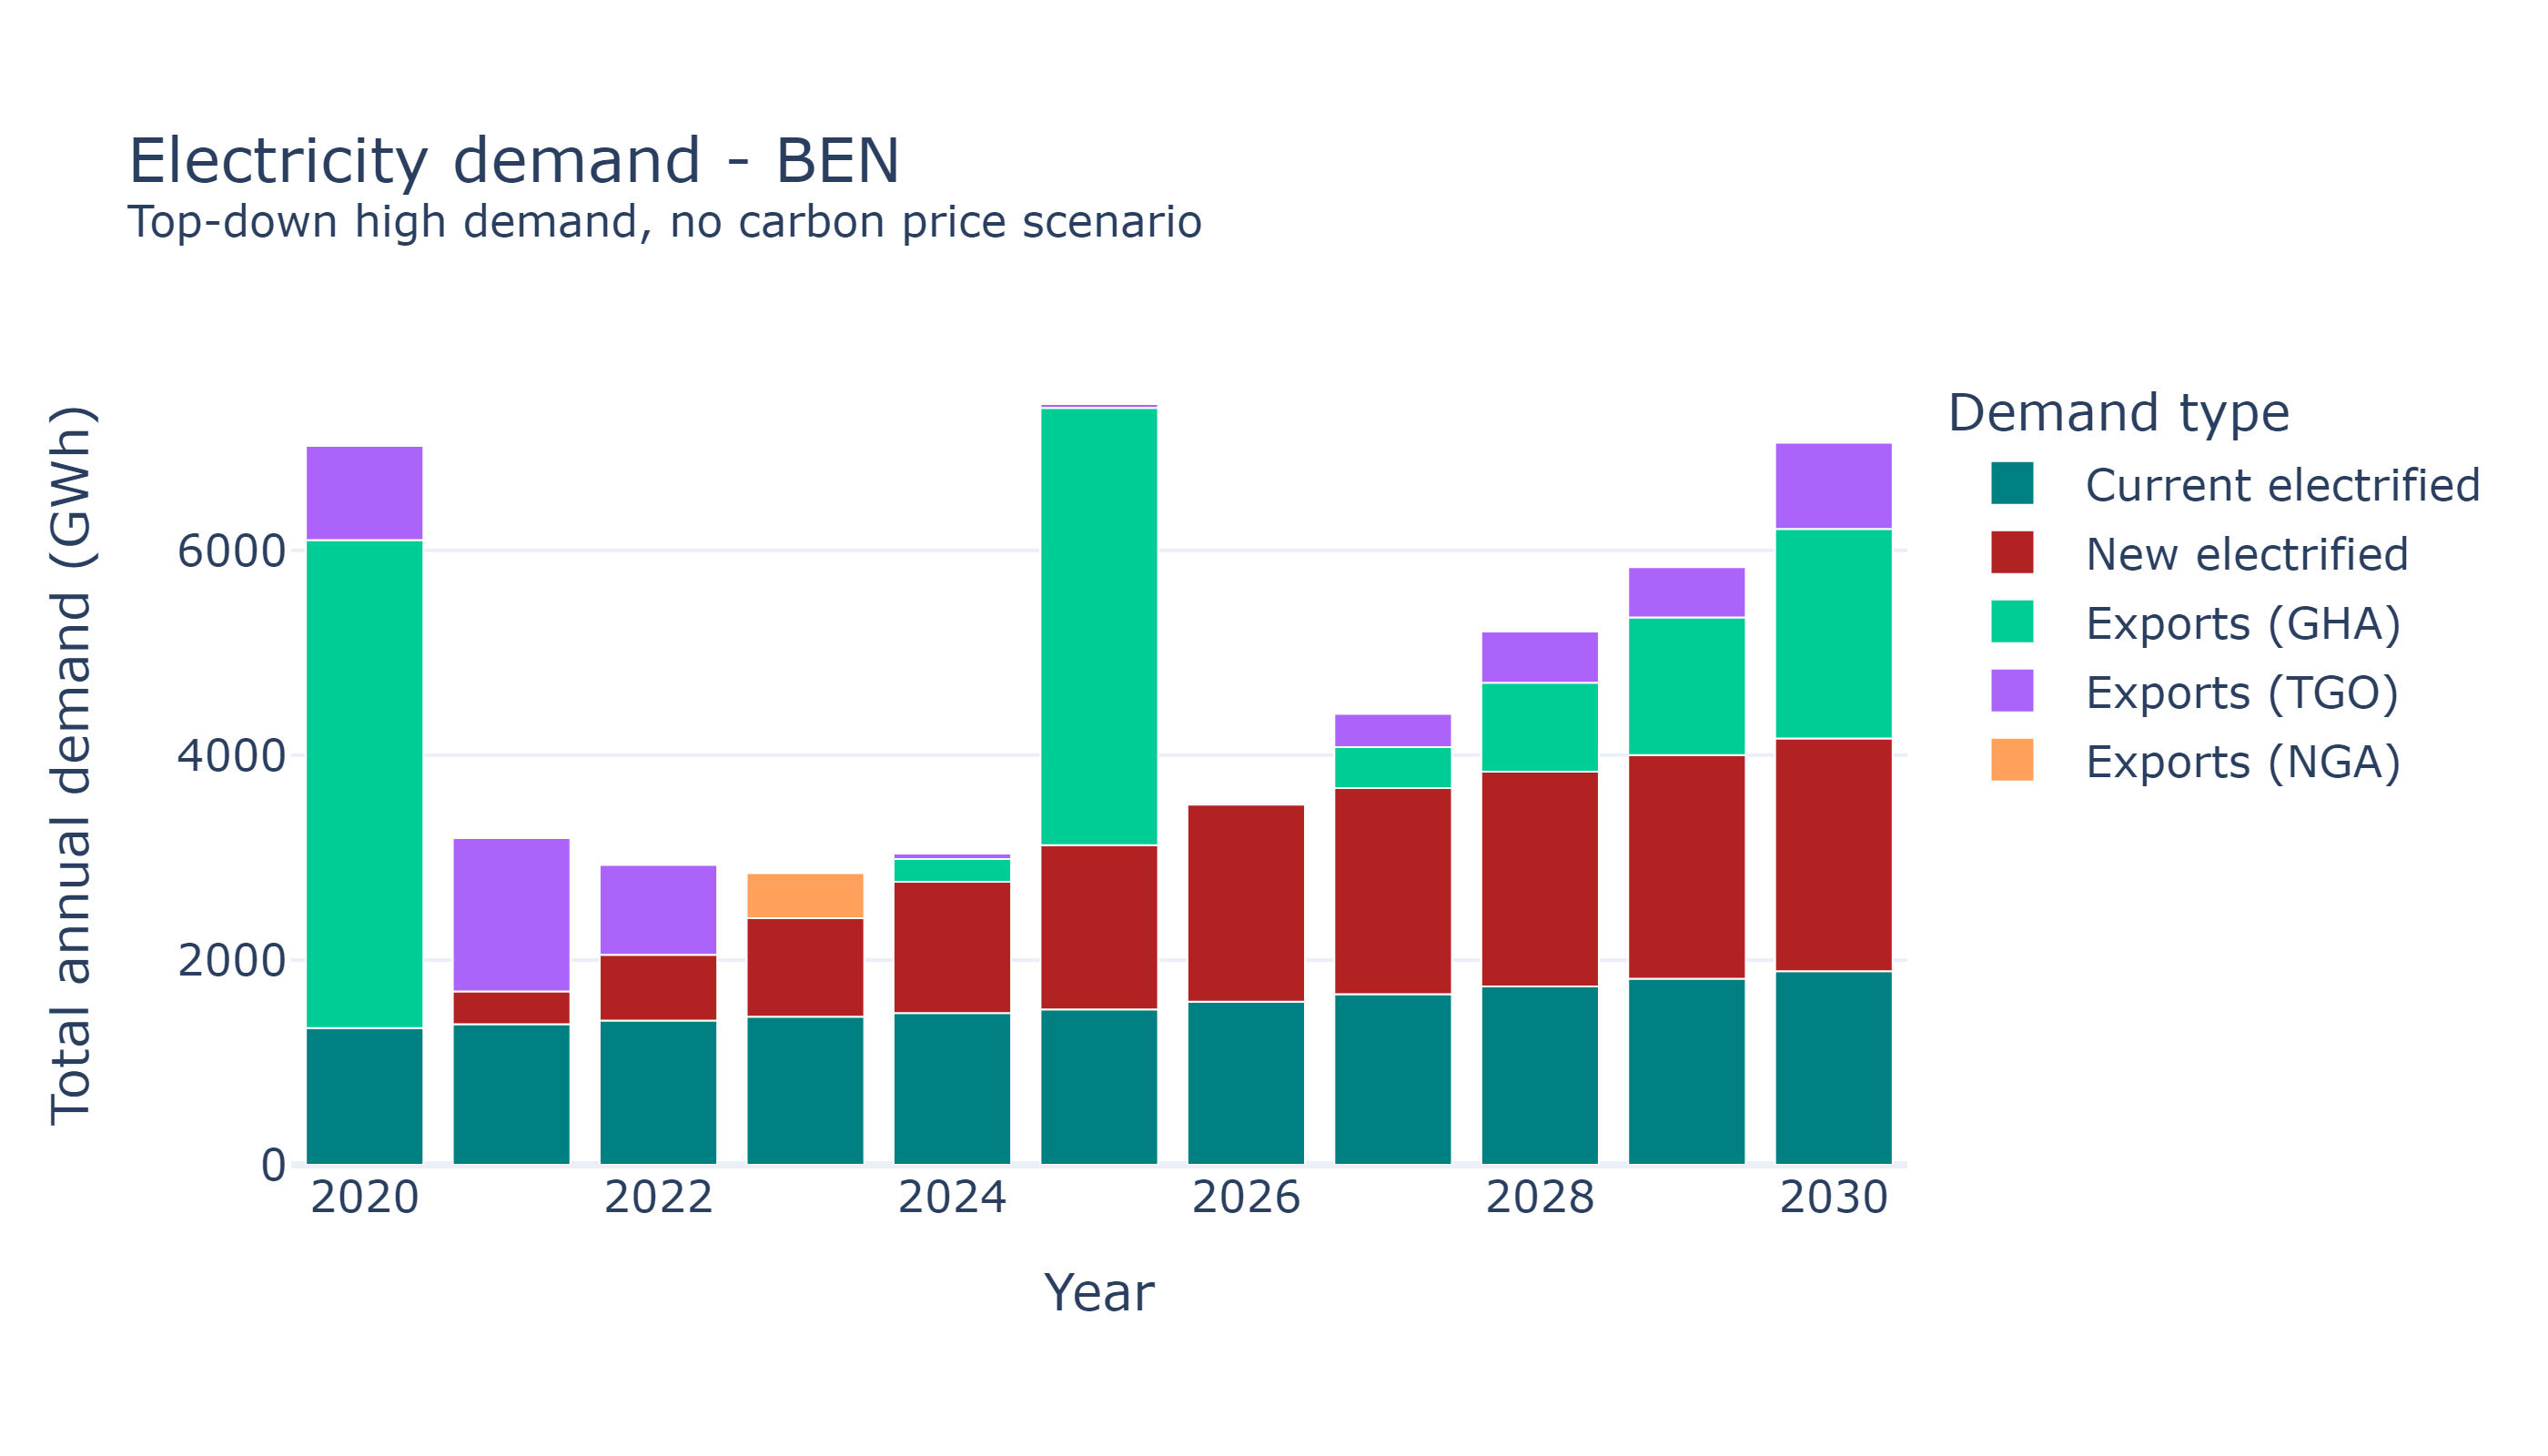 Electricity demand - BEN
Top-down high demand, no carbon price scenario
Total annual demand (GWh)
6000
4000
2000
0
2020
2022
2024
2026
2028
2030
Year
Demand type
Current electrified
New electrified
Exports (GHA)
Exports (TGO)
Exports (NGA)